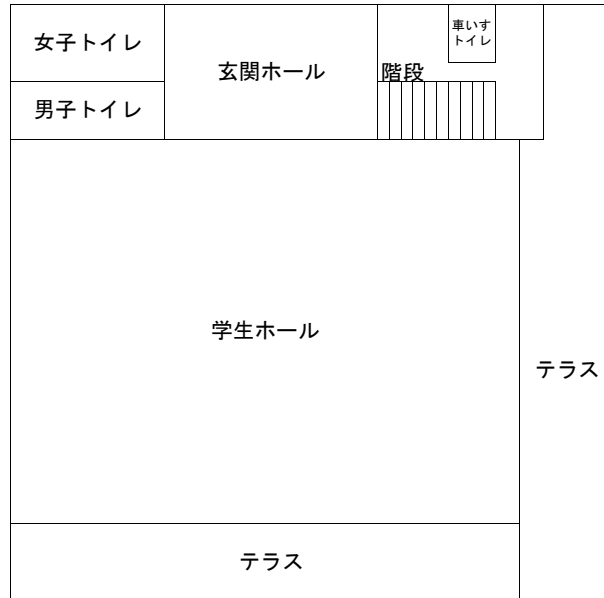 女子トイレ
玄関ホール
車いす
トイレ
階段
男子トイレ
学生ホール
テラス
テラス